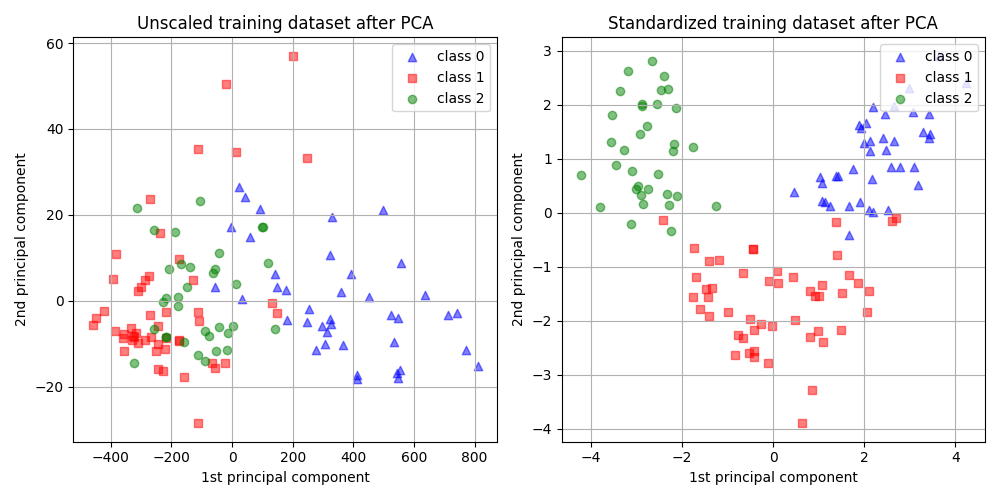 Unscaled training dataset after PCA
60
40
20
0
−20
−400
−200
0
200
400
600
800
2nd principal component
1st principal component
class 0
class 1
class 2
Standardized training dataset after PCA
3
2
1
0
−1
−2
−3
−4
−4
−2
0
2
4
2nd principal component
1st principal component
class 0
class 1
class 2